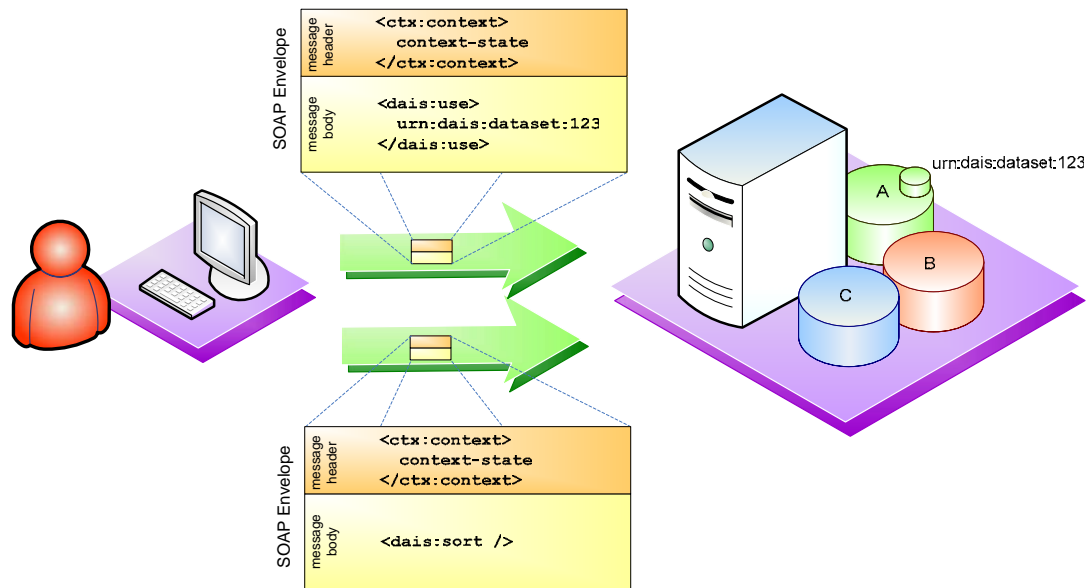 SOAP Envelope
message
header
<ctx:context>
context-state
</ctx:context>
message
body
<dais:use>
urn:dais:dataset:123
</dais:use>
urn:dais:dataset:123
A
B
C
SOAP Envelope
message
header
<ctx:context>
context-state
</ctx:context>
message
body
<dais:sort />